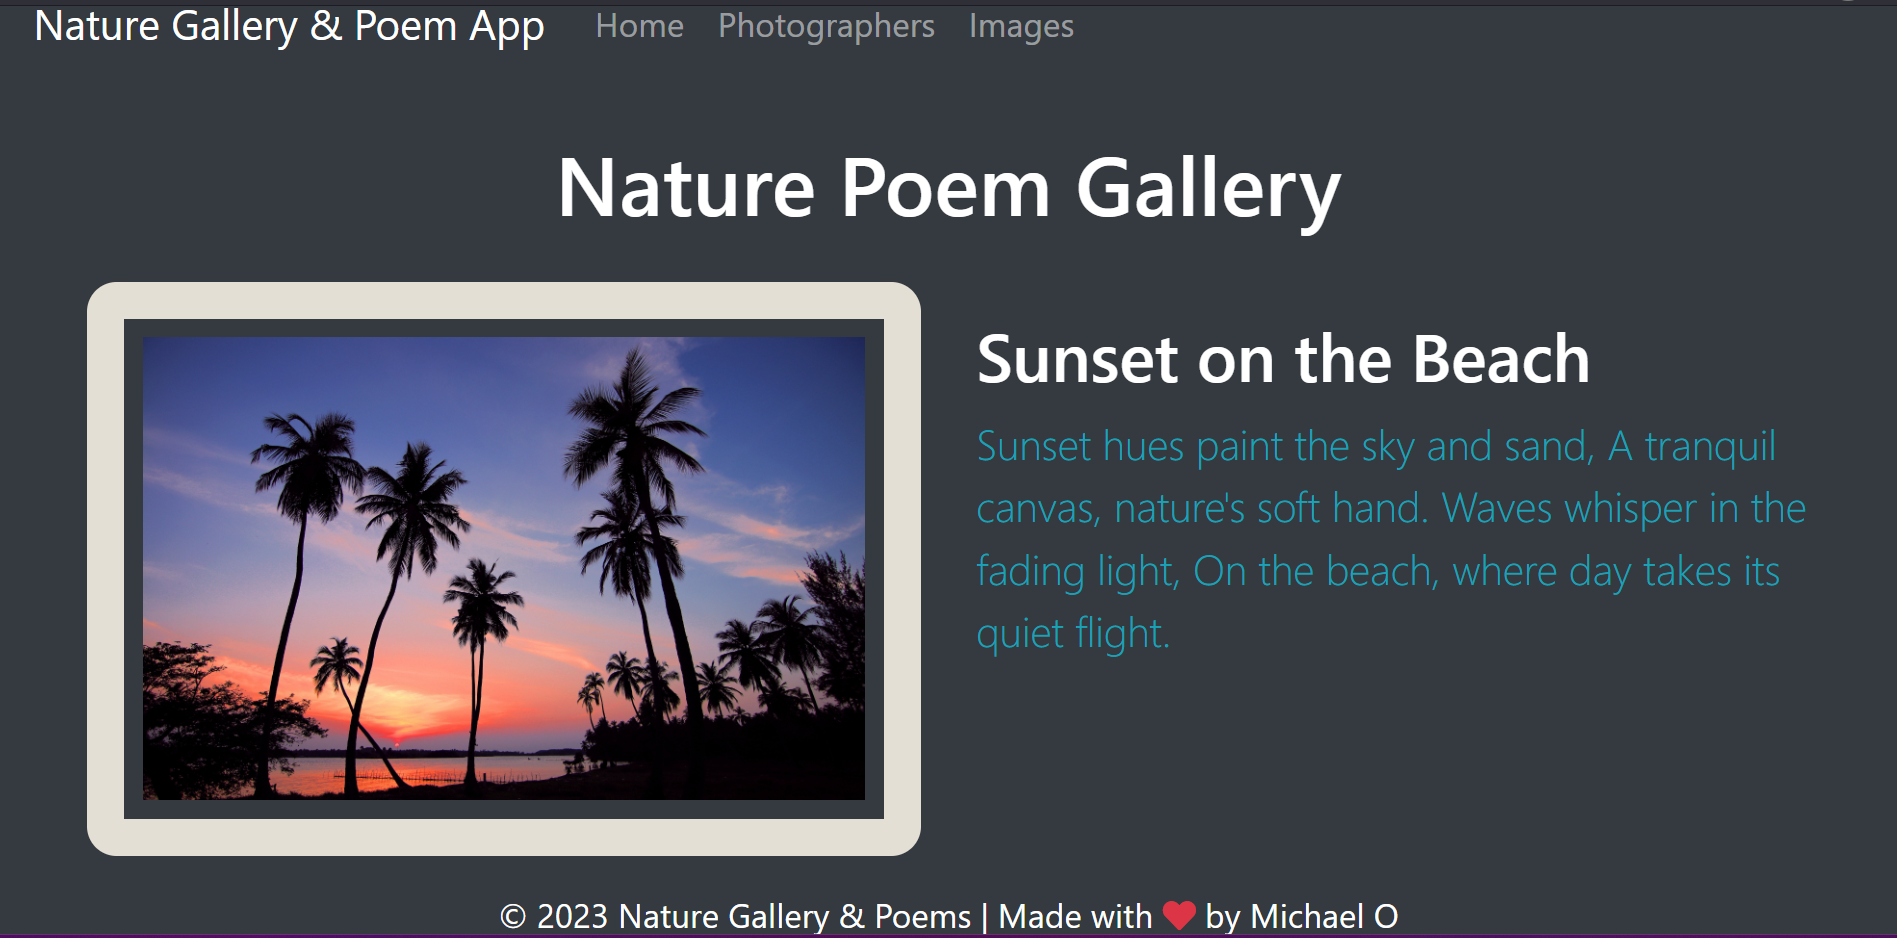 Nature Gallery & Poem App Home Photographers Images
Nature Poem Gallery
Sunset on the Beach
Sunset hues paint the sky and sand, A tranquil
canvas, nature's soft hand. Waves whisper in the
fading light, On the beach, where day takes its
quiet flight.
© 2023 Nature Gallery & Poems | Made with ❤ by Michael O